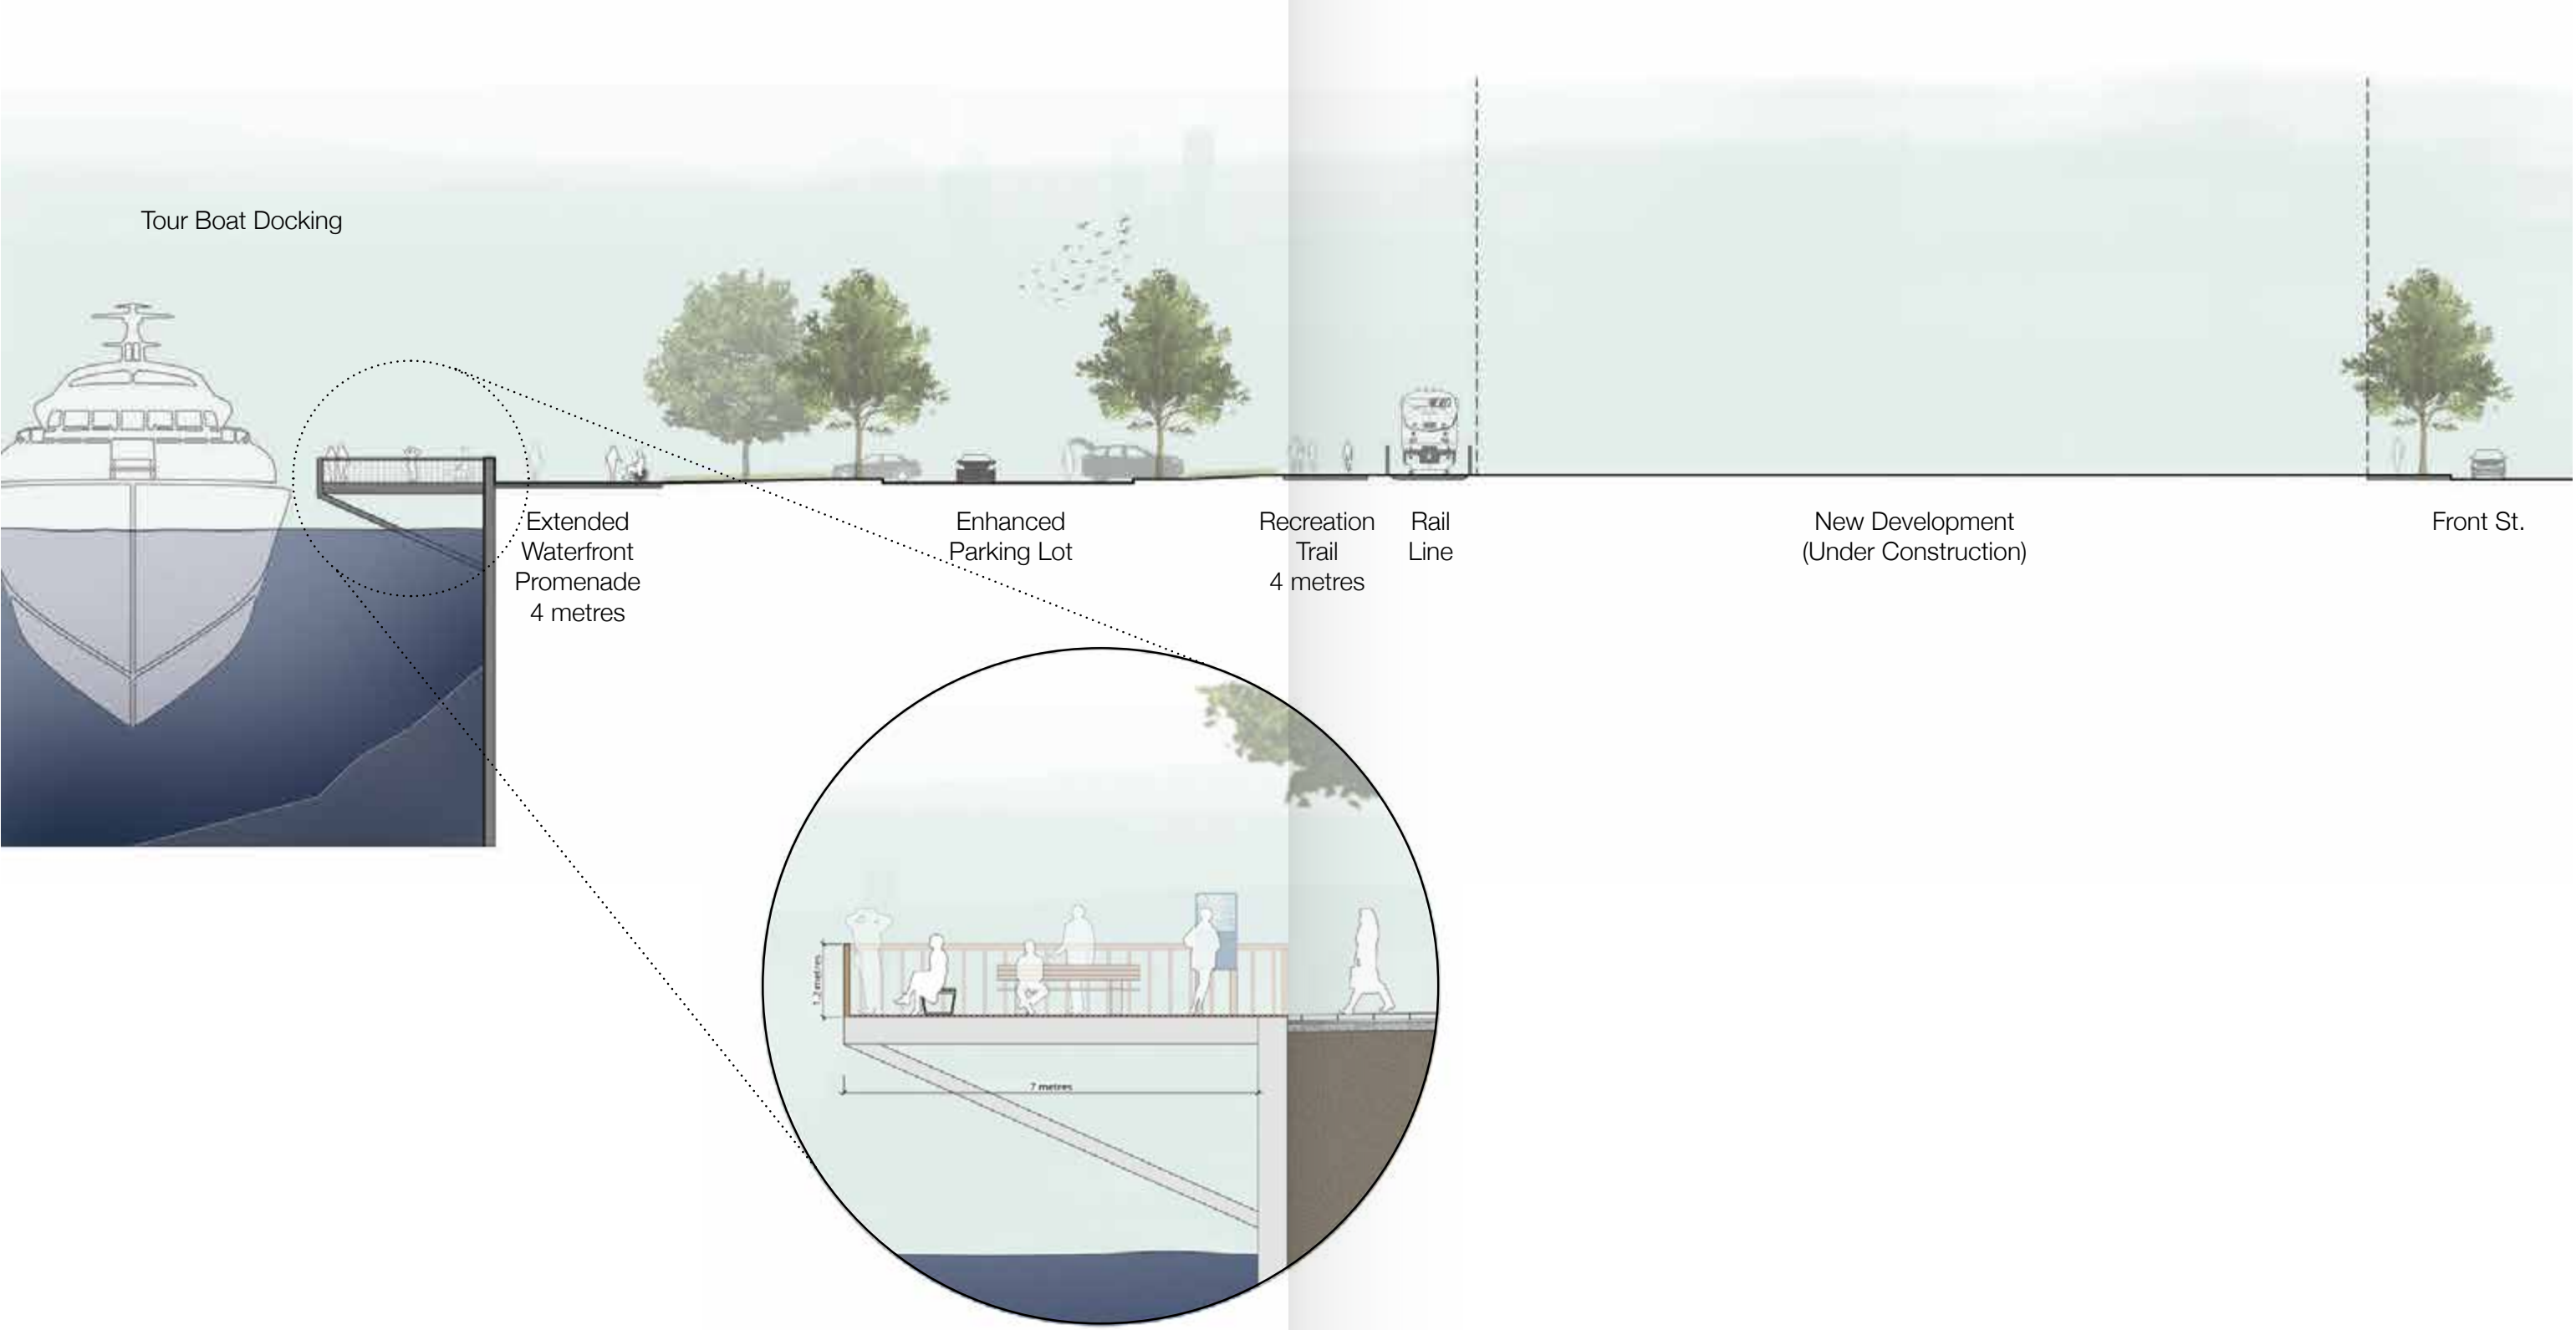 Tour Boat Docking
Extended
Waterfront
Promenade
4 metres
Enhanced
Parking Lot
Recreation
Trail
4 metres
Rail
Line
New Development
(Under Construction)
Front St.
1.2 metres
7 metres